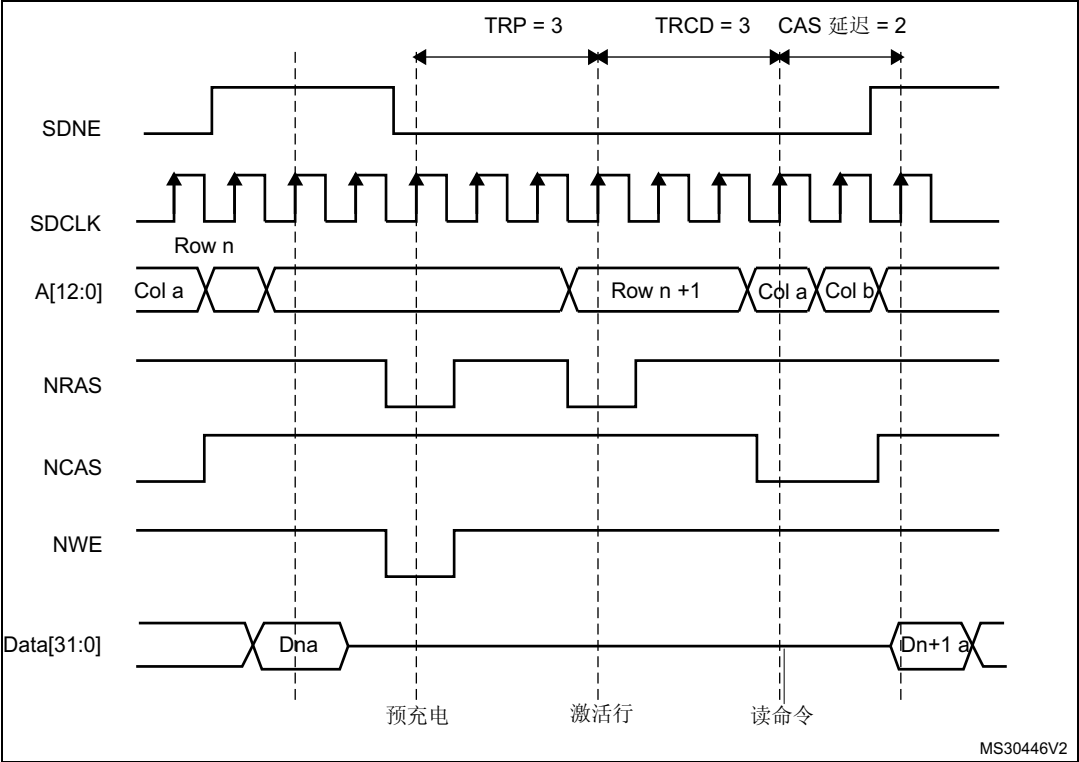 TRP = 3 TRCD = 3 CAS 延迟 = 2
SDNE
SDCLK
Row n
A[12:0] Col a Row n +1 Col a Col b
NRAS
NCAS
NWE
Data[31:0] Dna Dn+1 a
预充电 激活行 读命令
MS30446V2